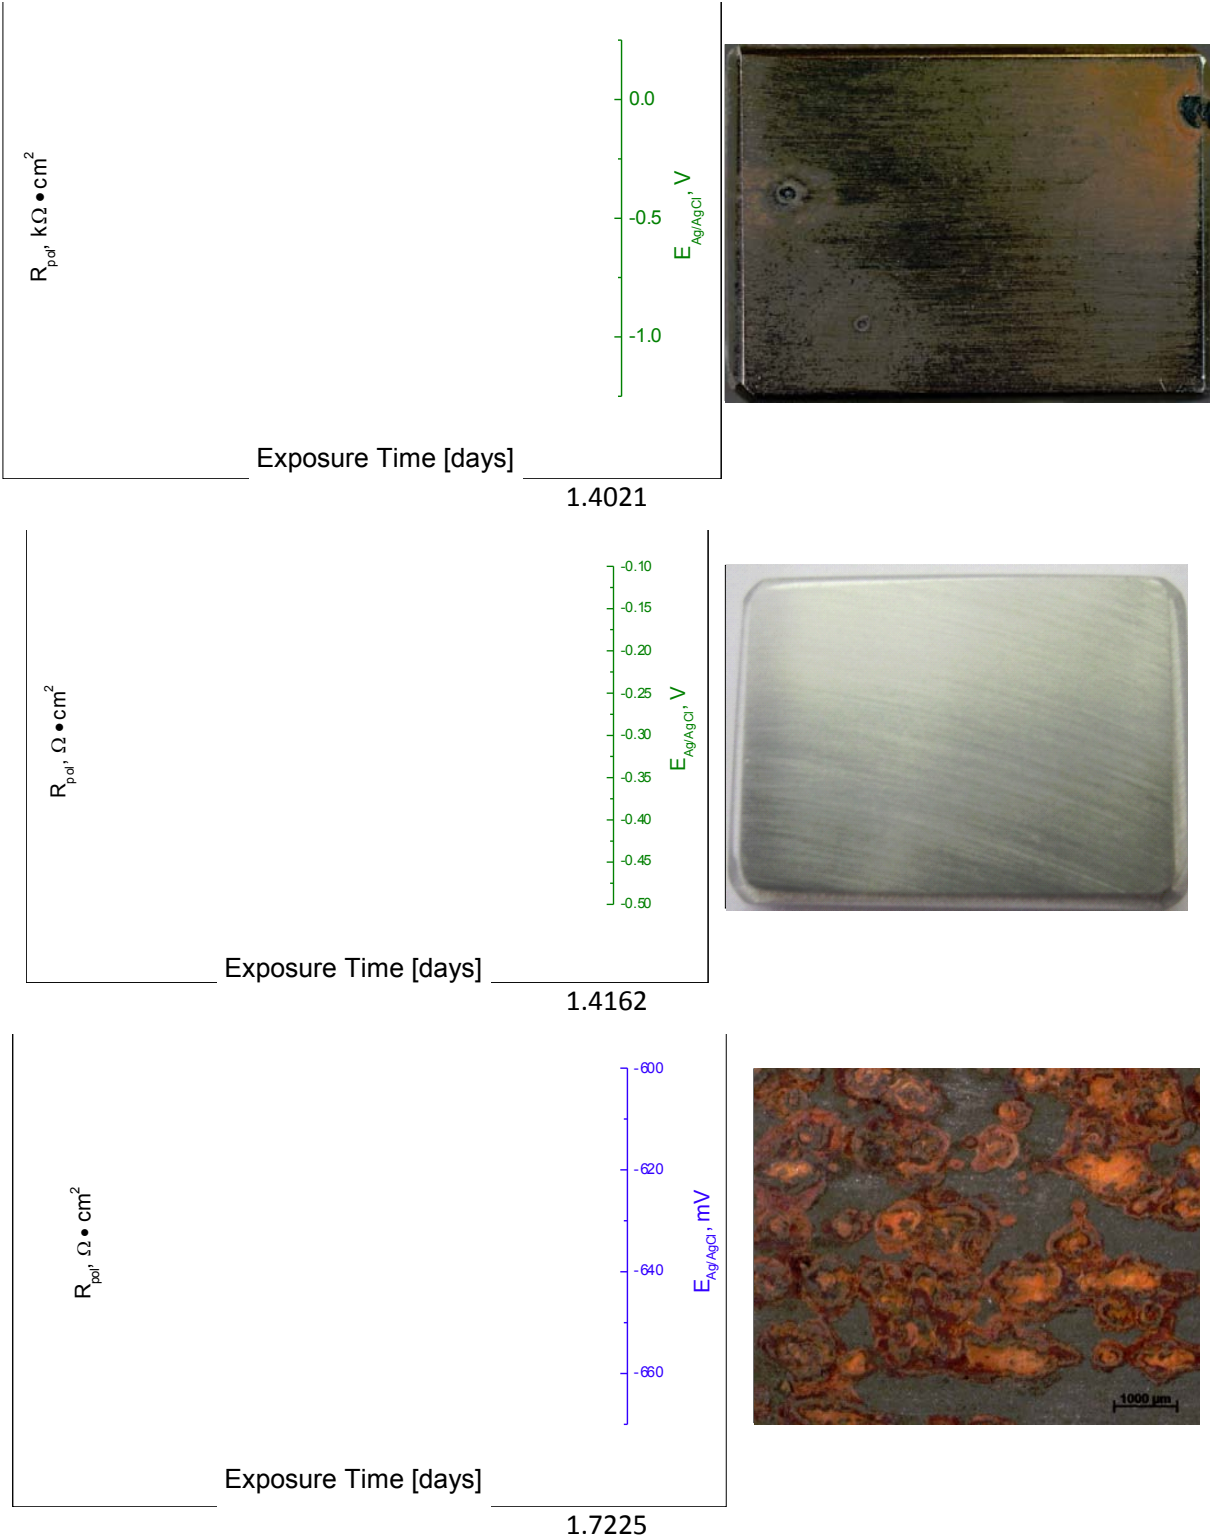 R_pol, kΩ•cm²
0.0
-0.5
-1.0
E_Ag/AgCl, V
Exposure Time [days]
1.4021
R_pol, Ω•cm²
-0.10
-0.15
-0.20
-0.25
-0.30
-0.35
-0.40
-0.45
-0.50
E_Ag/AgCl, V
Exposure Time [days]
1.4162
R_pol, Ω•cm²
-600
-620
-640
-660
E_Ag/AgCl, mV
1000 µm
Exposure Time [days]
1.7225